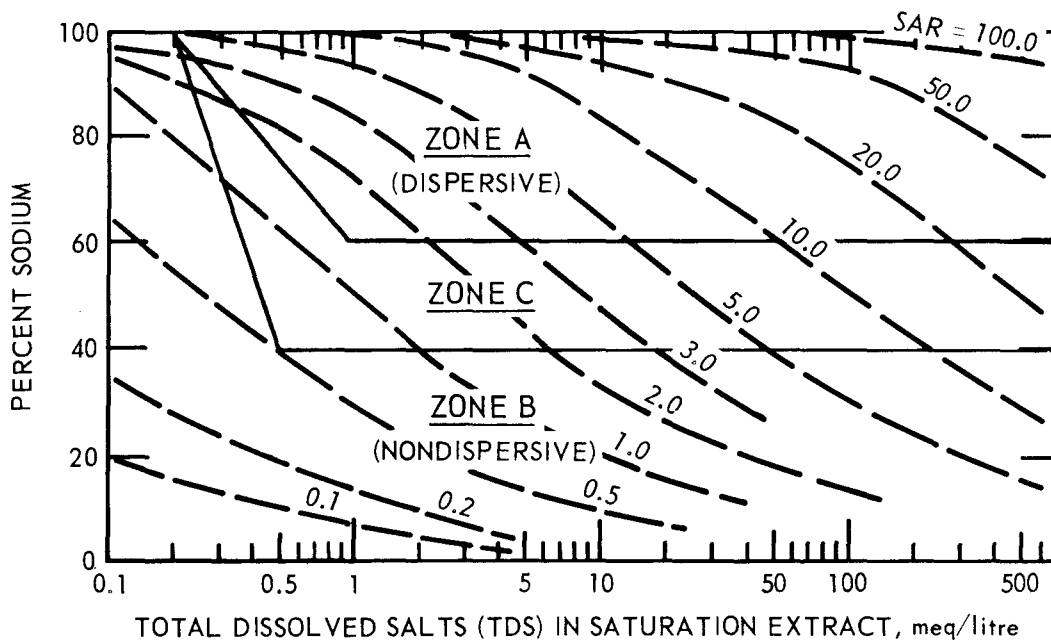 PERCENT SODIUM
100
80
60
40
20
0
SAR = 100.0
50.0
20.0
10.0
5.0
3.0
2.0
1.0
0.5
0.2
0.1
ZONE A
(DISPERSIVE)
ZONE C
ZONE B
(NONDISPERSIVE)
0.1 0.5 1 5 10 50 100 500
TOTAL DISSOLVED SALTS (TDS) IN SATURATION EXTRACT, meq/litre